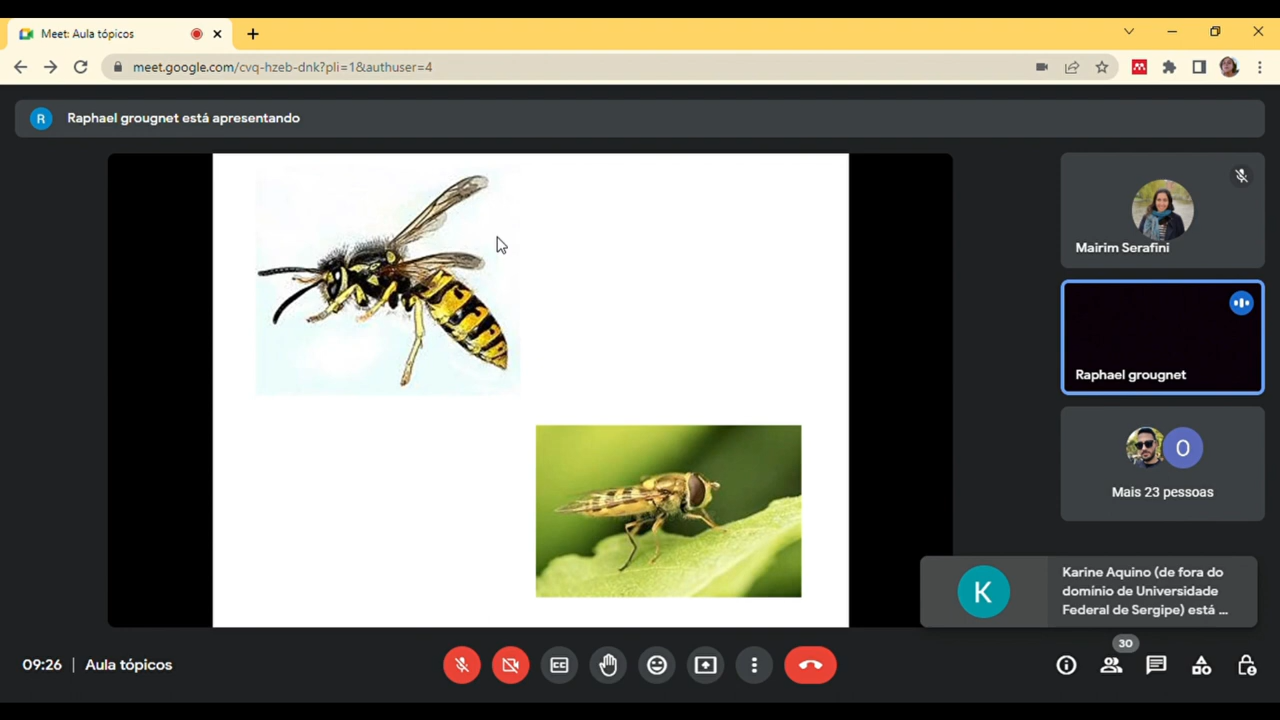 Meet: Aula tópicos
meet.google.com/cvq-hzeb-dnk?pli=1&authuser=4
R
Raphael grougnet está apresentando
Mairim Serafini
Raphael grougnet
O
Mais 23 pessoas
K
Karine Aquino (de fora do
domínio de Universidade
Federal de Sergipe) está ...
09:26 | Aula tópicos
30